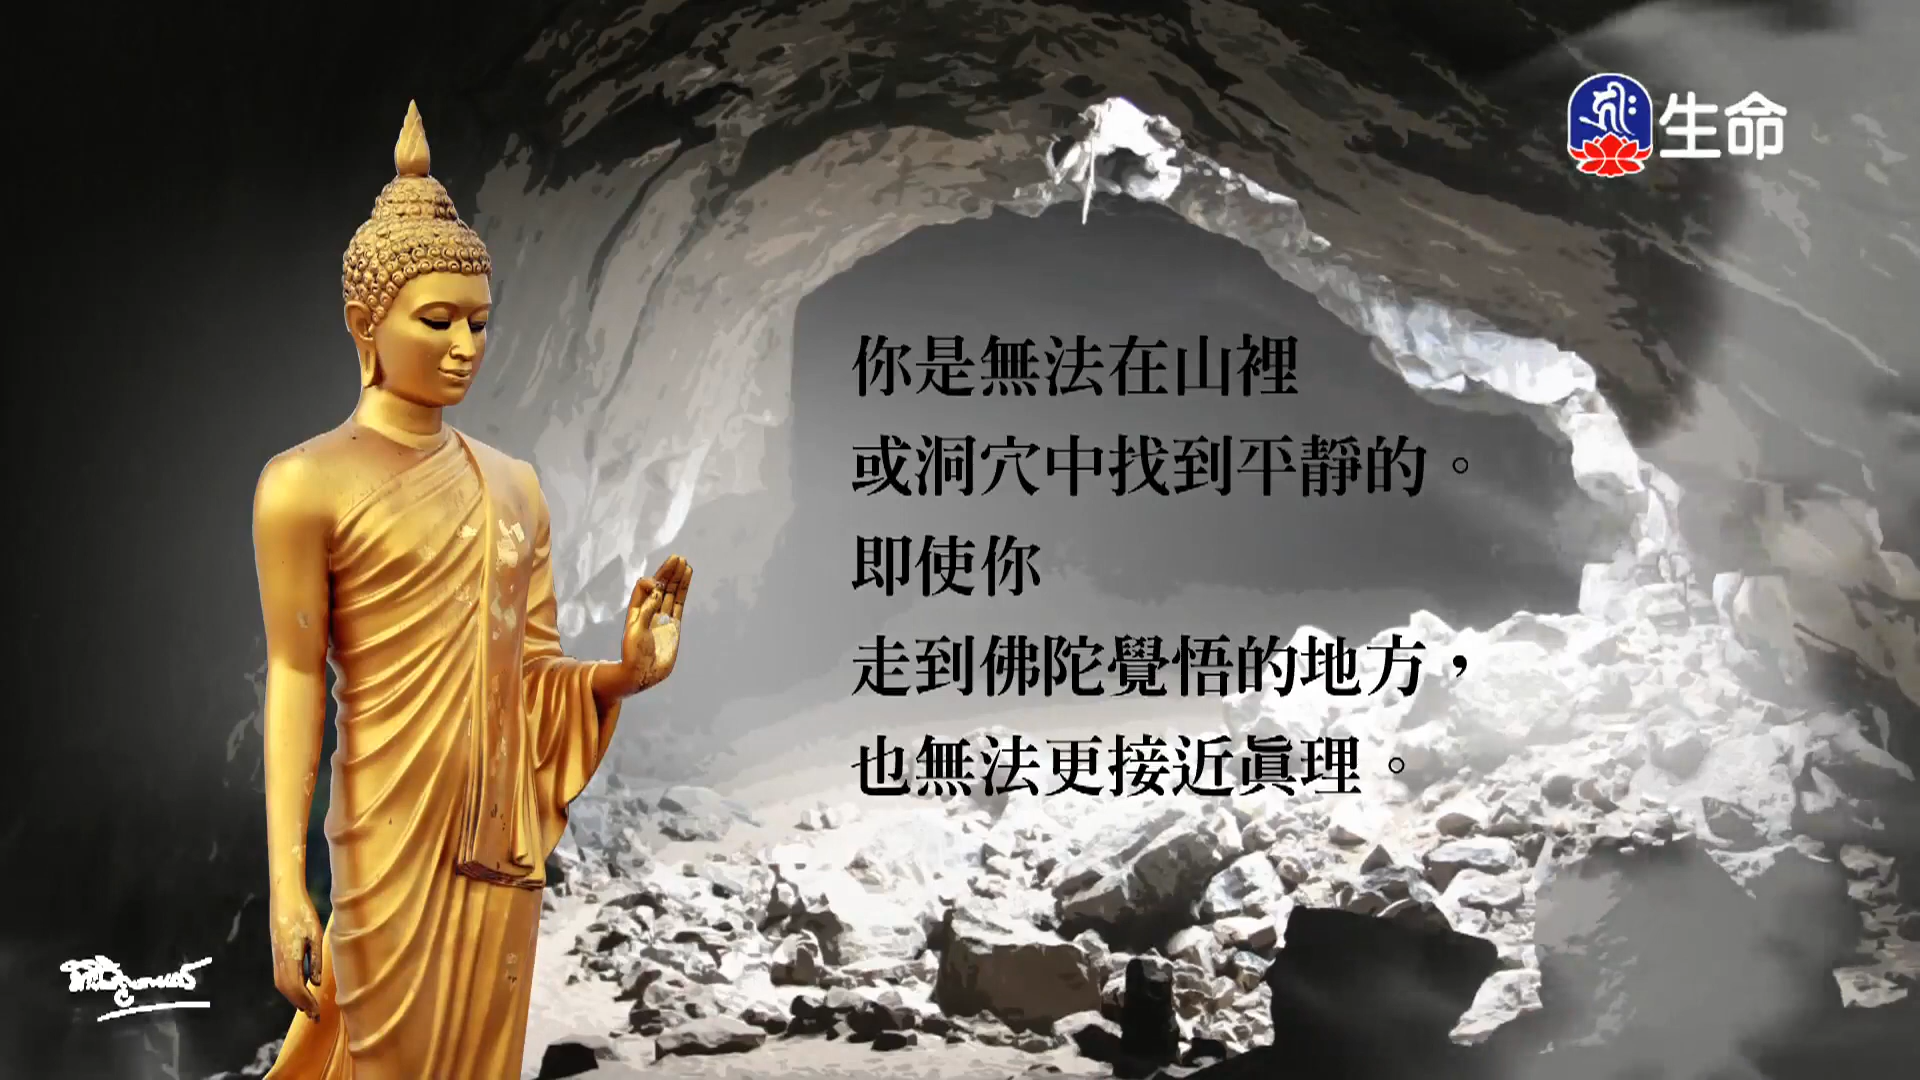 生命
你是無法在山裡
或洞穴中找到平靜的。
即使你
走到佛陀覺悟的地方，
也無法更接近眞理。